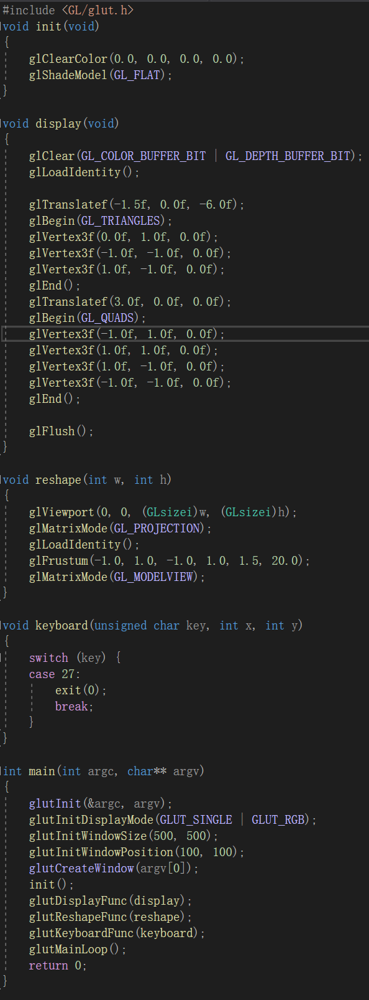 #include <GL/glut.h>
void init(void)
{
    glClearColor(0.0, 0.0, 0.0, 0.0);
    glShadeModel(GL_FLAT);
}

void display(void)
{
    glClear(GL_COLOR_BUFFER_BIT | GL_DEPTH_BUFFER_BIT);
    glLoadIdentity();

    glTranslatef(-1.5f, 0.0f, -6.0f);
    glBegin(GL_TRIANGLES);
    glVertex3f(0.0f, 1.0f, 0.0f);
    glVertex3f(-1.0f, -1.0f, 0.0f);
    glVertex3f(1.0f, -1.0f, 0.0f);
    glEnd();
    glTranslatef(3.0f, 0.0f, 0.0f);
    glBegin(GL_QUADS);
    glVertex3f(-1.0f, 1.0f, 0.0f);
    glVertex3f(1.0f, 1.0f, 0.0f);
    glVertex3f(1.0f, -1.0f, 0.0f);
    glVertex3f(-1.0f, -1.0f, 0.0f);
    glEnd();

    glFlush();
}

void reshape(int w, int h)
{
    glViewport(0, 0, (GLsizei)w, (GLsizei)h);
    glMatrixMode(GL_PROJECTION);
    glLoadIdentity();
    glFrustum(-1.0, 1.0, -1.0, 1.0, 1.5, 20.0);
    glMatrixMode(GL_MODELVIEW);
}

void keyboard(unsigned char key, int x, int y)
{
    switch (key) {
    case 27:
        exit(0);
        break;
    }
}

int main(int argc, char** argv)
{
    glutInit(&argc, argv);
    glutInitDisplayMode(GLUT_SINGLE | GLUT_RGB);
    glutInitWindowSize(500, 500);
    glutInitWindowPosition(100, 100);
    glutCreateWindow(argv[0]);
    init();
    glutDisplayFunc(display);
    glutReshapeFunc(reshape);
    glutKeyboardFunc(keyboard);
    glutMainLoop();
    return 0;
}